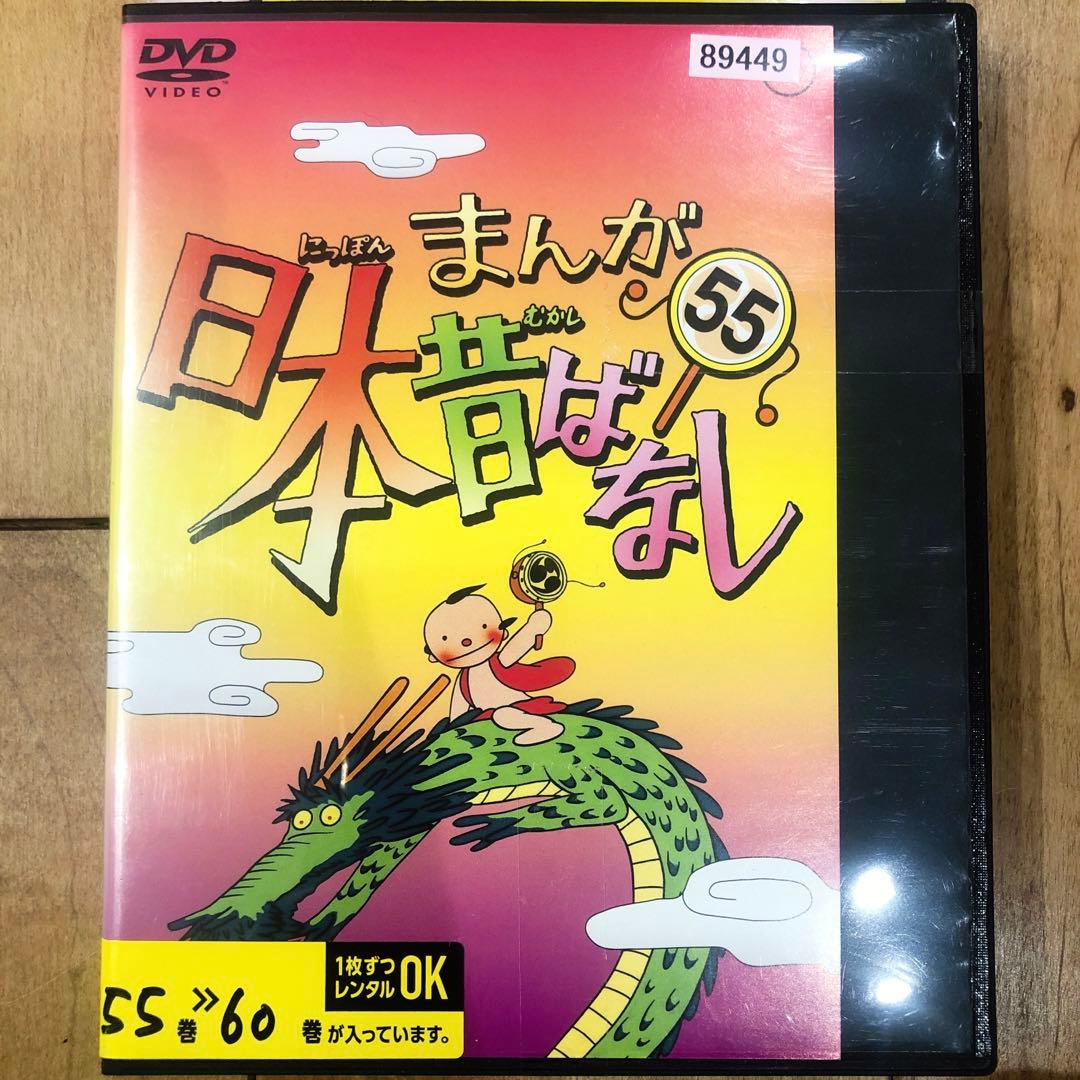 DVD
VIDEO
89449
まんが
にっぽん
日本
むかし
昔ばなし
55
1枚ずつ
レンタルOK
55巻≫60巻が入っています。